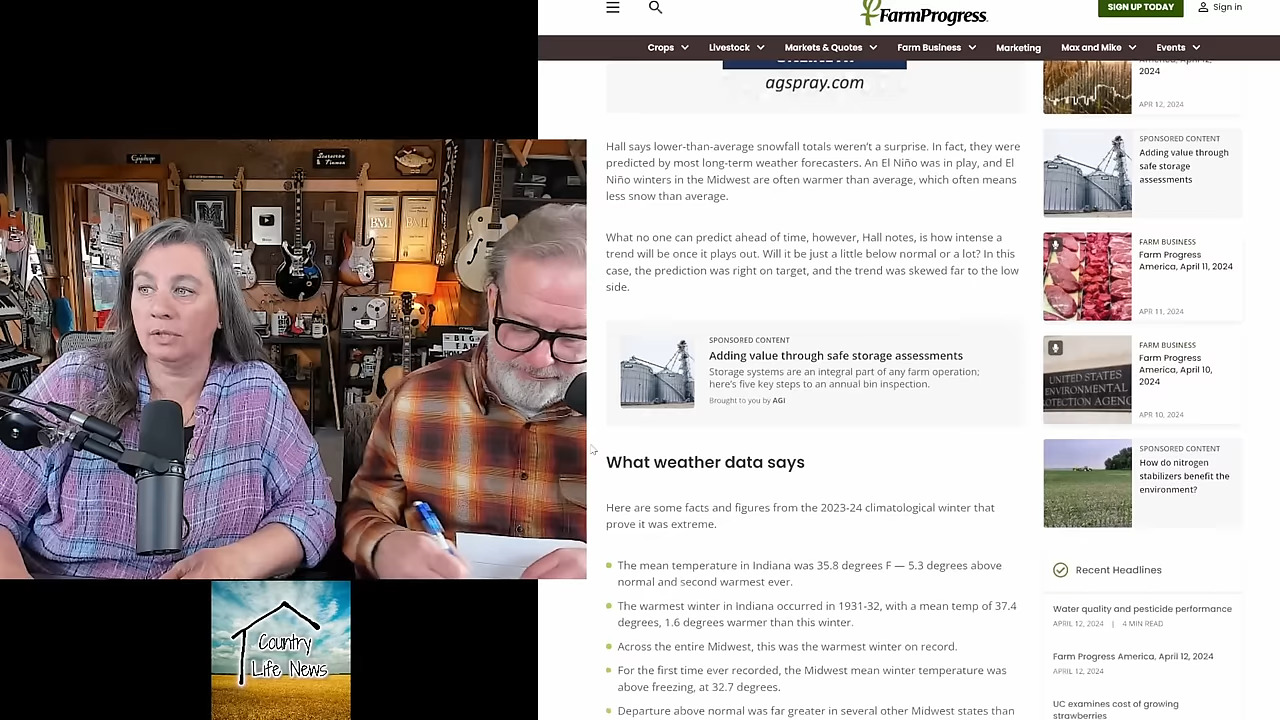 FarmProgress
SIGN UP TODAY
Sign in
Crops
Livestock
Markets & Quotes
Farm Business
Marketing
Max and Mike
Events
agspray.com
Hall says lower-than-average snowfall totals weren't a surprise. In fact, they were
predicted by most long-term weather forecasters. An El Niño was in play, and El
Niño winters in the Midwest are often warmer than average, which often means
less snow than average.
What no one can predict ahead of time, however, Hall notes, is how intense a
trend will be once it plays out. Will it be just a little below normal or a lot? In this
case, the prediction was right on target, and the trend was skewed far to the low
side.
SPONSORED CONTENT
Adding value through safe storage assessments
Storage systems are an integral part of any farm operation;
here's five key steps to an annual bin inspection.
Brought to you by AGI
What weather data says
Here are some facts and figures from the 2023-24 climatological winter that
prove it was extreme.
The mean temperature in Indiana was 35.8 degrees F — 5.3 degrees above
normal and second warmest ever.
The warmest winter in Indiana occurred in 1931-32, with a mean temp of 37.4
degrees, 1.6 degrees warmer than this winter.
Across the entire Midwest, this was the warmest winter on record.
For the first time ever recorded, the Midwest mean winter temperature was
above freezing, at 32.7 degrees.
Departure above normal was far greater in several other Midwest states than
America, April 12,
2024
APR 12, 2024
SPONSORED CONTENT
Adding value through
safe storage
assessments
FARM BUSINESS
Farm Progress
America, April 11, 2024
APR 11, 2024
FARM BUSINESS
Farm Progress
America, April 10,
2024
APR 10, 2024
UNITED STATES
SPONSORED CONTENT
How do nitrogen
stabilizers benefit the
environment?
Recent Headlines
Water quality and pesticide performance
APRIL 12, 2024 | 4 MIN READ
Farm Progress America, April 12, 2024
APRIL 12, 2024
UC examines cost of growing
strawberries
Epiphone
BMI
BMI
Country
Life News